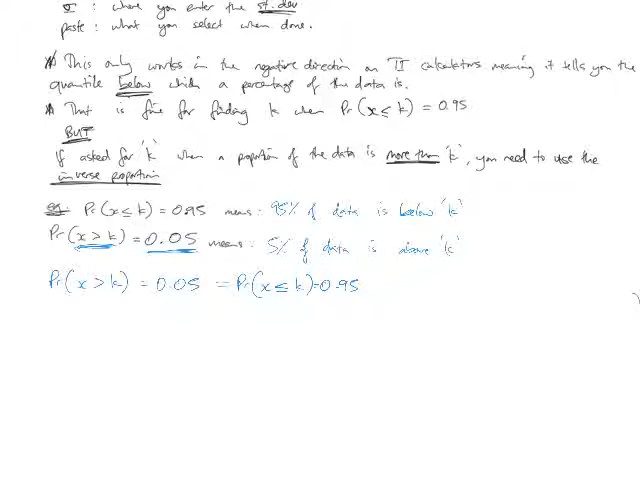 σ : where you enter the st. dev
paste : what you select when done.
* This only works in the negative direction on TI calculators meaning it tells you the
quantile below which a percentage of the data is.
* That is fine for finding k when Pr(x ≤ k) = 0.95
BUT
If asked for 'k' when a proportion of the data is more than 'k', you need to use the
inverse proportion
eg. Pr(x ≤ k) = 0.95 means : 95% of data is below 'k'
Pr(x > k) = 0.05 means : 5% of data is above 'k'
Pr(x > k) = 0.05 = Pr(x ≤ k) = 0.95